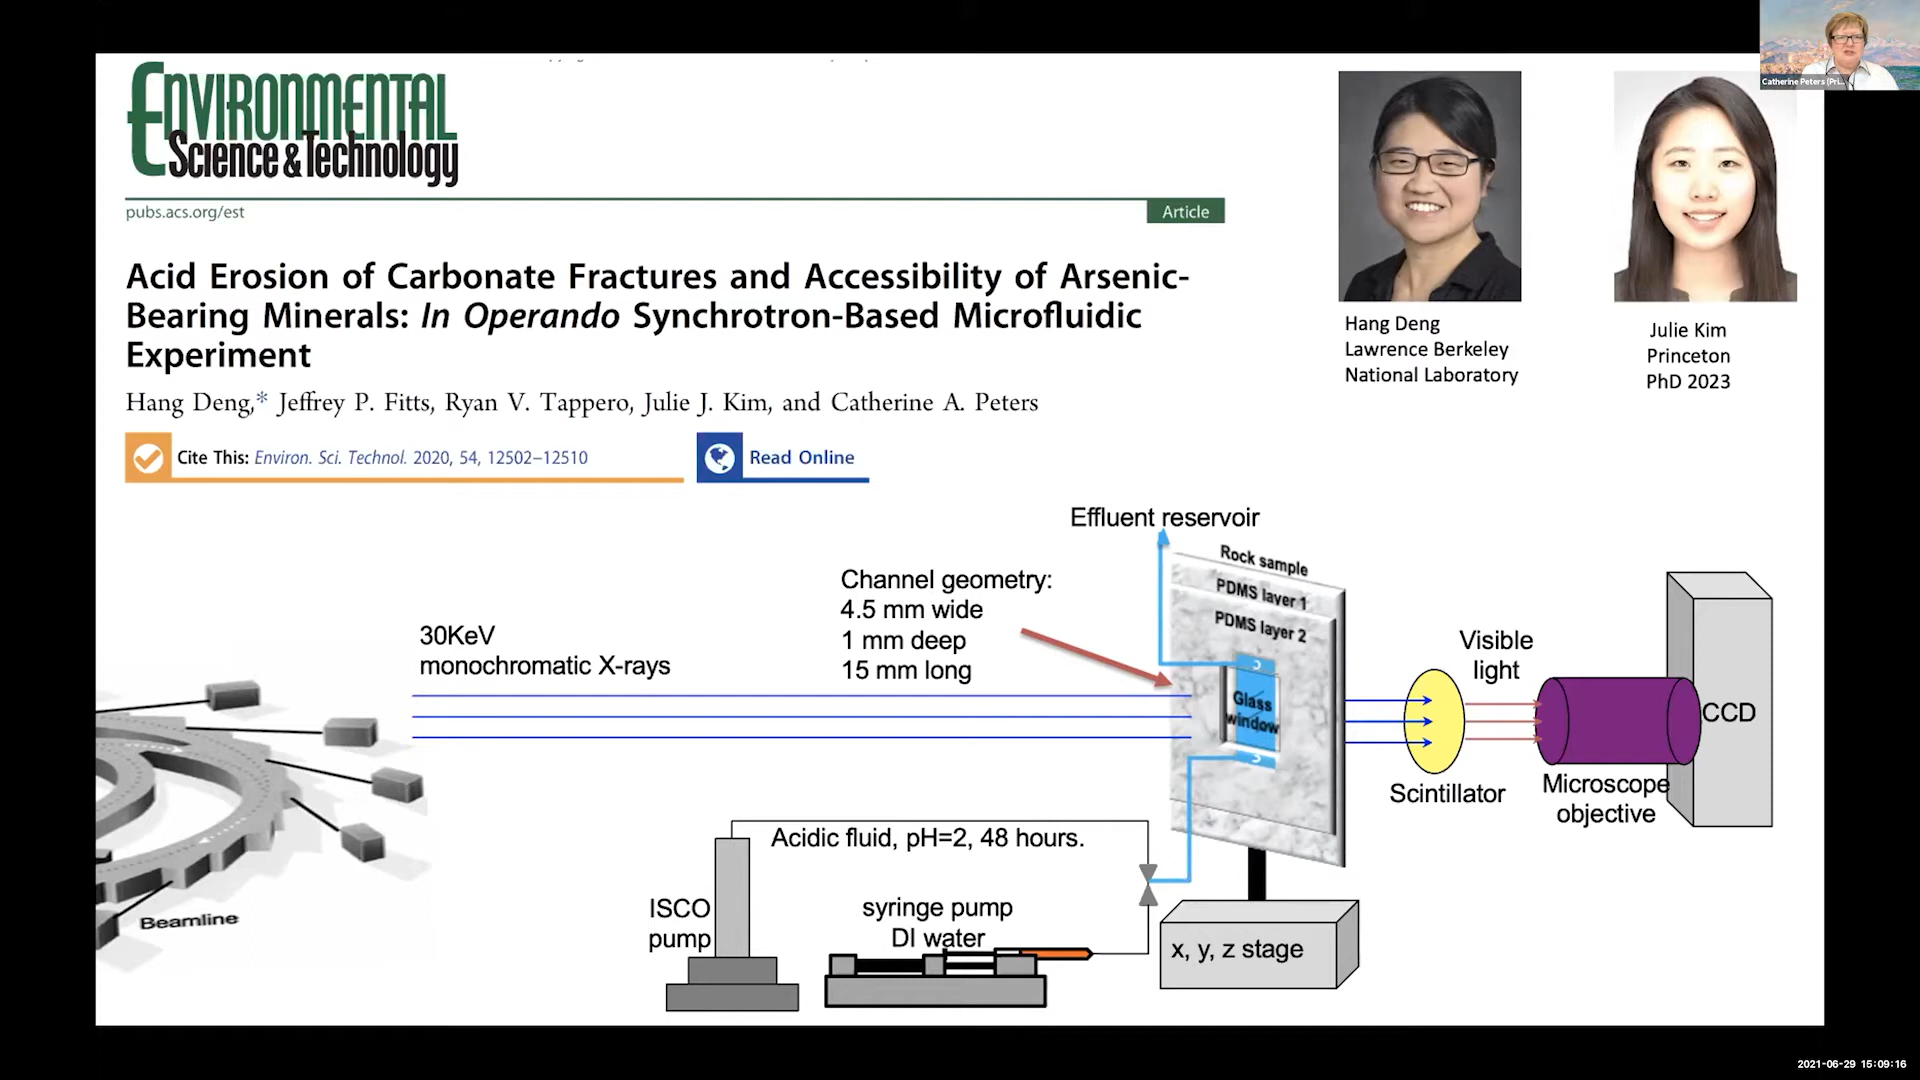 Catherine Peters (Pri...
ENVIRONMENTAL
Science & Technology
pubs.acs.org/est
Article
Acid Erosion of Carbonate Fractures and Accessibility of Arsenic-
Bearing Minerals: In Operando Synchrotron-Based Microfluidic
Experiment
Hang Deng,* Jeffrey P. Fitts, Ryan V. Tappero, Julie J. Kim, and Catherine A. Peters
Cite This: Environ. Sci. Technol. 2020, 54, 12502–12510
Read Online
Hang Deng
Lawrence Berkeley
National Laboratory
Julie Kim
Princeton
PhD 2023
Effluent reservoir
Rock sample
PDMS layer 1
PDMS layer 2
Glass
window
Channel geometry:
4.5 mm wide
1 mm deep
15 mm long
30KeV
monochromatic X-rays
Visible
light
CCD
Scintillator
Microscope
objective
Acidic fluid, pH=2, 48 hours.
ISCO
pump
syringe pump
DI water
x, y, z stage
Beamline
2021-06-29 15:09:16